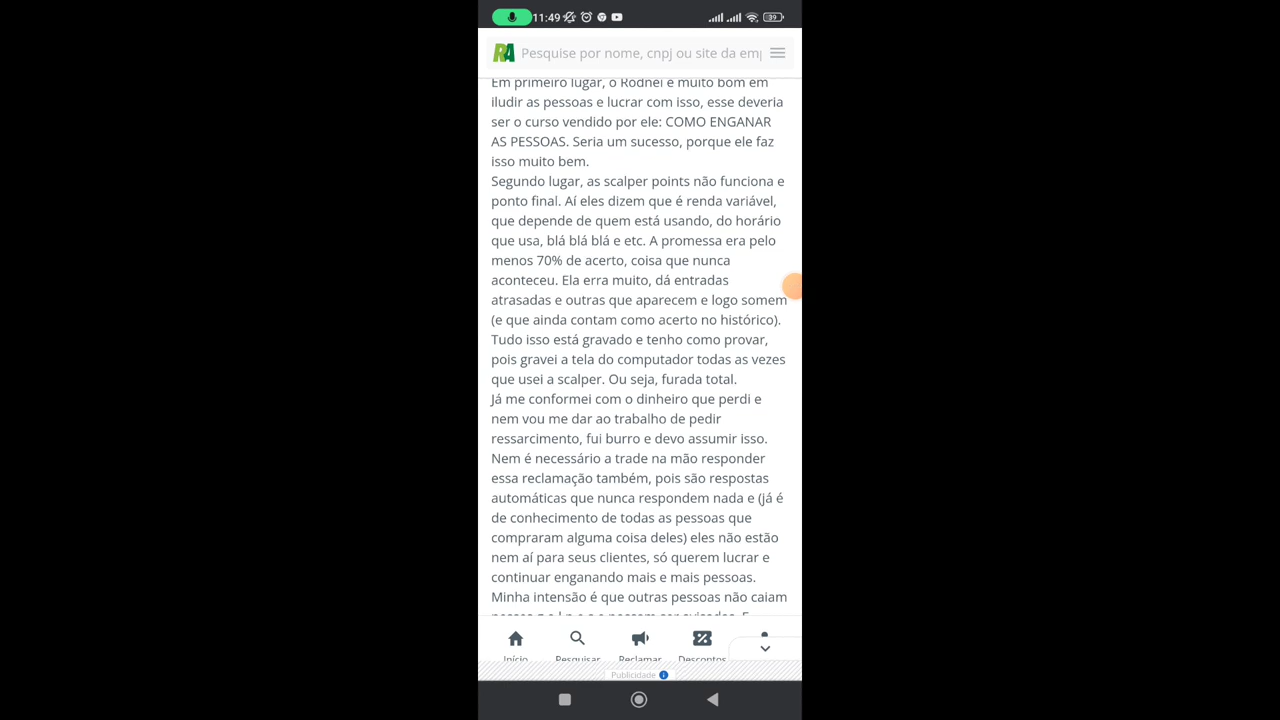 11:49
39
RA
Pesquise por nome, cnpj ou site da emp
Em primeiro lugar, o Rodnei é muito bom em
iludir as pessoas e lucrar com isso, esse deveria
ser o curso vendido por ele: COMO ENGANAR
AS PESSOAS. Seria um sucesso, porque ele faz
isso muito bem.
Segundo lugar, as scalper points não funciona e
ponto final. Aí eles dizem que é renda variável,
que depende de quem está usando, do horário
que usa, blá blá blá e etc. A promessa era pelo
menos 70% de acerto, coisa que nunca
aconteceu. Ela erra muito, dá entradas
atrasadas e outras que aparecem e logo somem
(e que ainda contam como acerto no histórico).
Tudo isso está gravado e tenho como provar,
pois gravei a tela do computador todas as vezes
que usei a scalper. Ou seja, furada total.
Já me conformei com o dinheiro que perdi e
nem vou me dar ao trabalho de pedir
ressarcimento, fui burro e devo assumir isso.
Nem é necessário a trade na mão responder
essa reclamação também, pois são respostas
automáticas que nunca respondem nada e (já é
de conhecimento de todas as pessoas que
compraram alguma coisa deles) eles não estão
nem aí para seus clientes, só querem lucrar e
continuar enganando mais e mais pessoas.
Minha intensão é que outras pessoas não caiam
Início
Pesquisar
Reclamar
Descontos
Publicidade